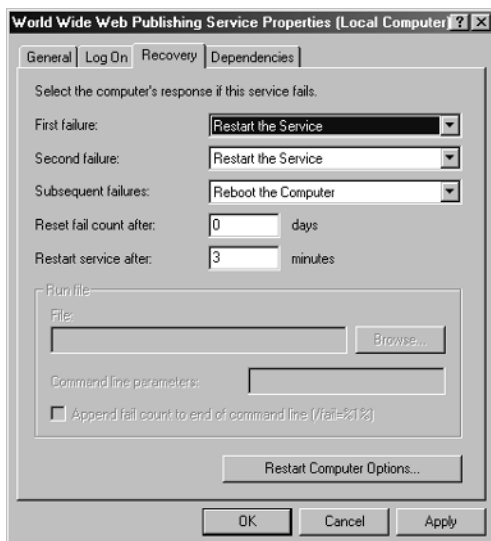 World Wide Web Publishing Service Properties (Local Computer) ? X
General Log On Recovery Dependencies
Select the computer's response if this service fails.
First failure: Restart the Service
Second failure: Restart the Service
Subsequent failures: Reboot the Computer
Reset fail count after: 0 days
Restart service after: 3 minutes
Run file
File:
Browse...
Command line parameters:
Append fail count to end of command line (/fail=%1%)
Restart Computer Options...
OK Cancel Apply